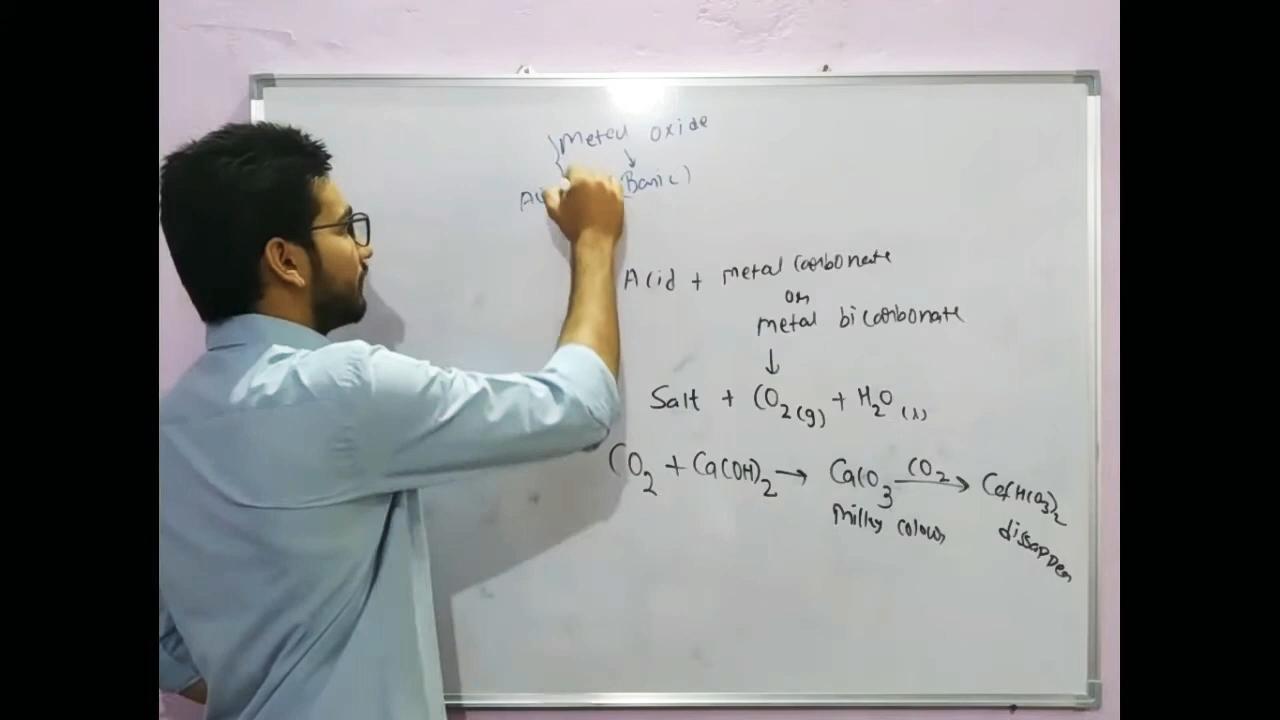 Metal oxide
↓
(Basic)
Acid + metal carbonate
or
metal bicarbonate
↓
Salt + CO₂(g) + H₂O(l)
CO₂ + Ca(OH)₂ → CaCO₃ CO₂→ Ca(HCO₃)₂
Milky colour
dissappear